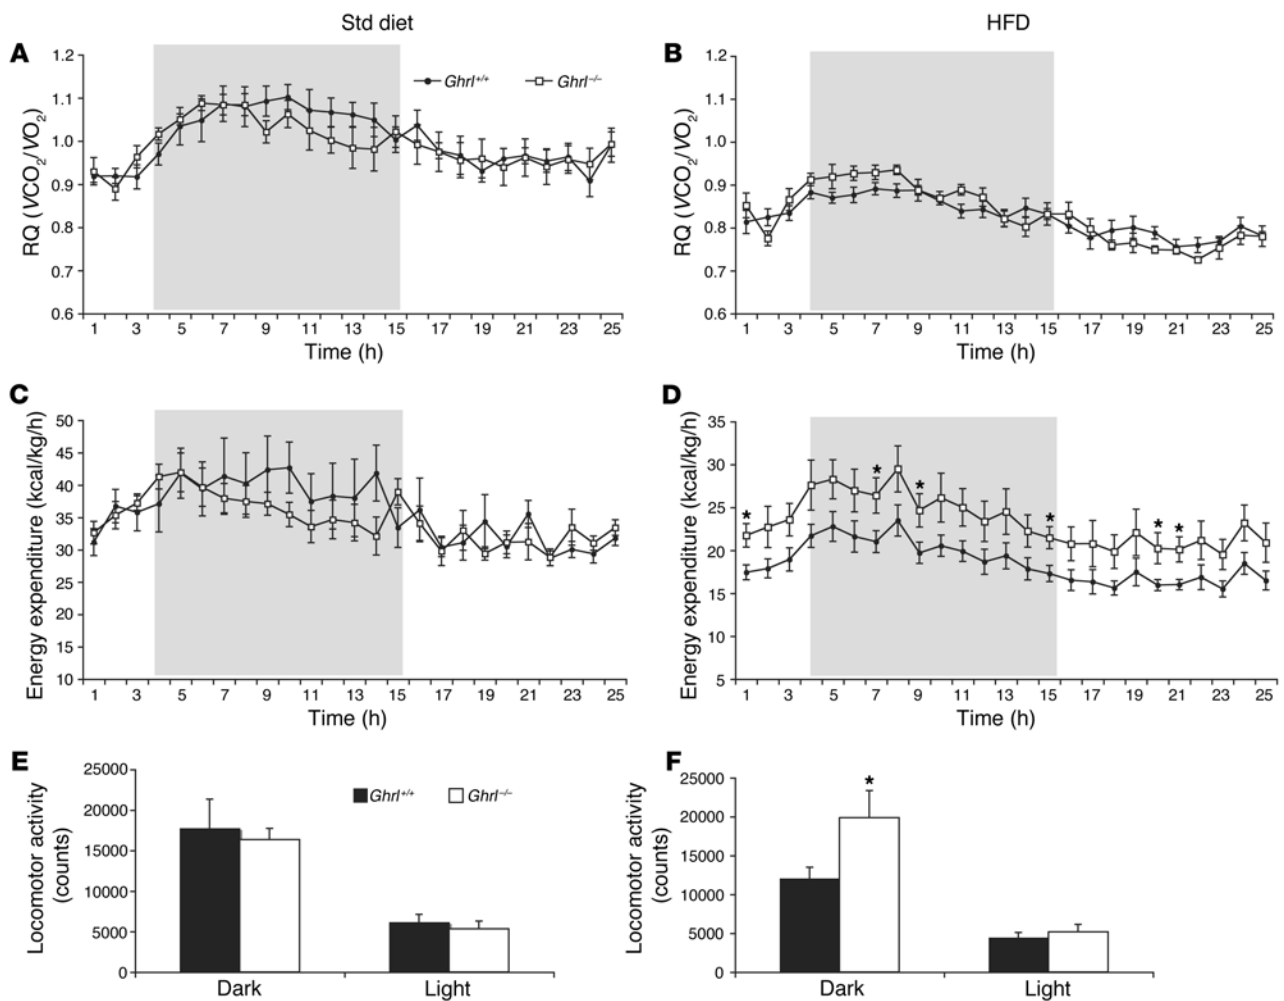 Std diet
HFD
A
1.2
1.1
1.0
0.9
0.8
0.7
0.6
RQ (VCO₂/VO₂)
Ghrl+/+ Ghrl−/−
1 3 5 7 9 11 13 15 17 19 21 23 25
Time (h)
B
1.2
1.1
1.0
0.9
0.8
0.7
0.6
RQ (VCO₂/VO₂)
1 3 5 7 9 11 13 15 17 19 21 23 25
Time (h)
C
50
45
40
35
30
25
20
15
10
Energy expenditure (kcal/kg/h)
1 3 5 7 9 11 13 15 17 19 21 23 25
Time (h)
D
35
30
25
20
15
10
5
Energy expenditure (kcal/kg/h)
* * * * * *
1 3 5 7 9 11 13 15 17 19 21 23 25
Time (h)
E
25000
20000
15000
10000
5000
0
Locomotor activity
(counts)
Ghrl+/+ Ghrl−/−
Dark Light
F
25000
20000
15000
10000
5000
0
Locomotor activity
(counts)
*
Dark Light